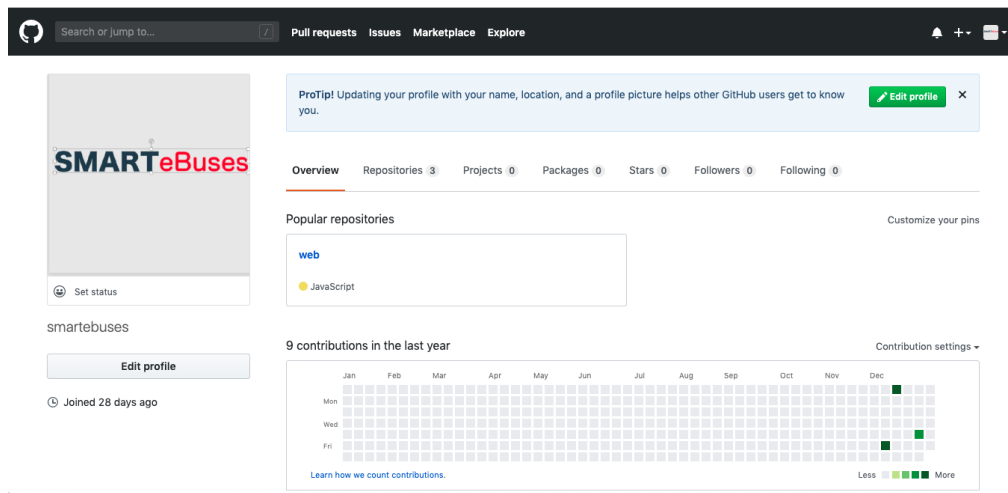 Search or jump to... / Pull requests Issues Marketplace Explore
ProTip! Updating your profile with your name, location, and a profile picture helps other GitHub users get to know
you.
Edit profile
SMARTeBuses
Set status
smartebuses
Edit profile
Joined 28 days ago
Overview Repositories 3 Projects 0 Packages 0 Stars 0 Followers 0 Following 0
Popular repositories Customize your pins
web
JavaScript
9 contributions in the last year Contribution settings
Jan Feb Mar Apr May Jun Jul Aug Sep Oct Nov Dec
Mon
Wed
Fri
Learn how we count contributions. Less More